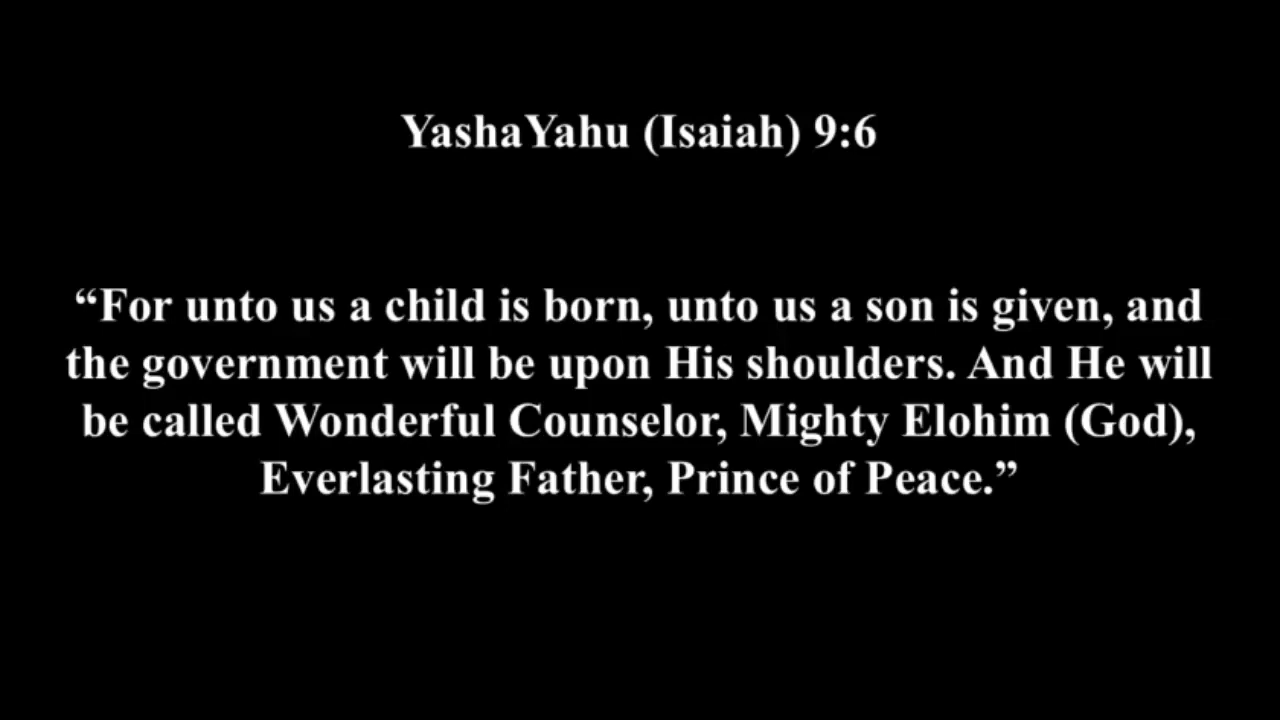 YashaYahu (Isaiah) 9:6
“For unto us a child is born, unto us a son is given, and
the government will be upon His shoulders. And He will
be called Wonderful Counselor, Mighty Elohim (God),
Everlasting Father, Prince of Peace.”